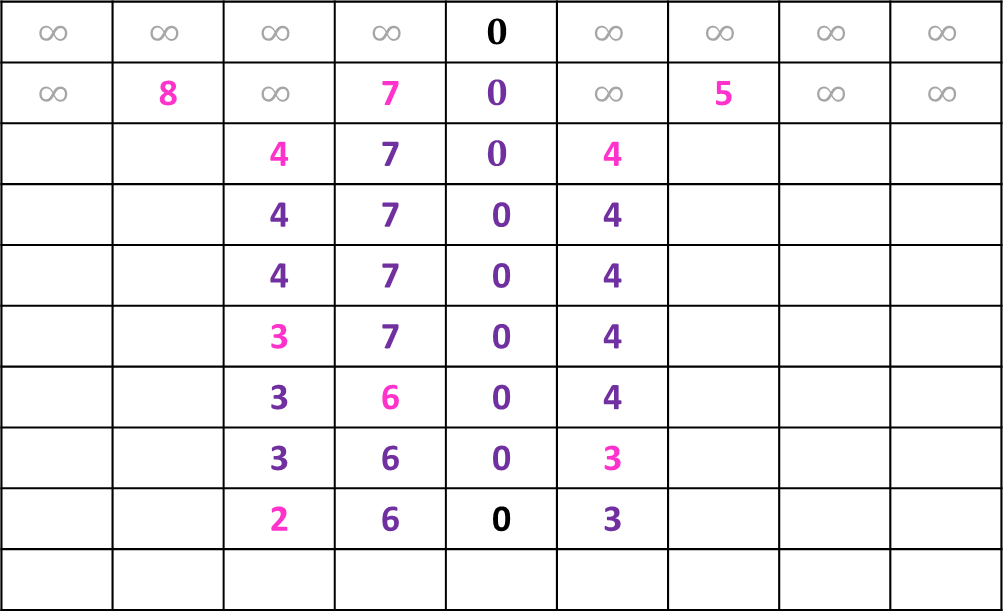 ∞ ∞ ∞ ∞ 0 ∞ ∞ ∞ ∞
∞ 8 ∞ 7 0 ∞ 5 ∞ ∞
4 7 0 4
4 7 0 4
4 7 0 4
3 7 0 4
3 6 0 4
3 6 0 3
2 6 0 3